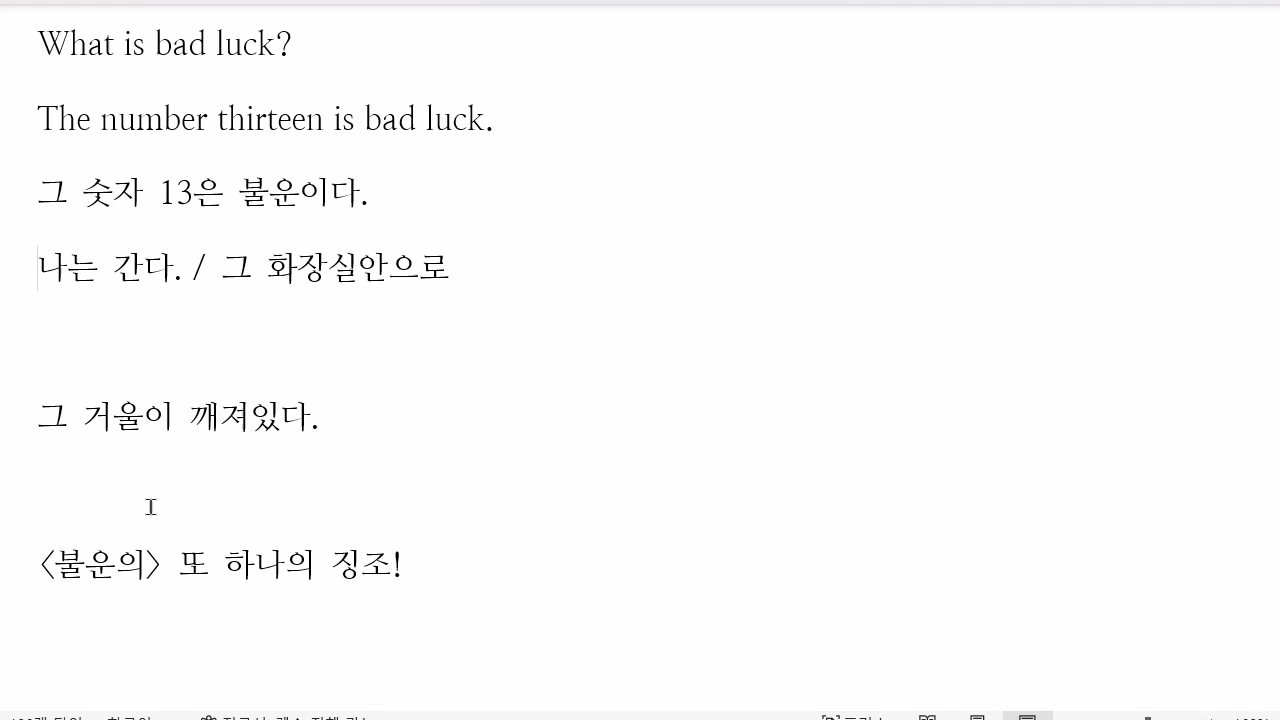 What is bad luck?
The number thirteen is bad luck.
그 숫자 13은 불운이다.
나는 간다. / 그 화장실안으로
그 거울이 깨져있다.
〈불운의〉 또 하나의 징조!